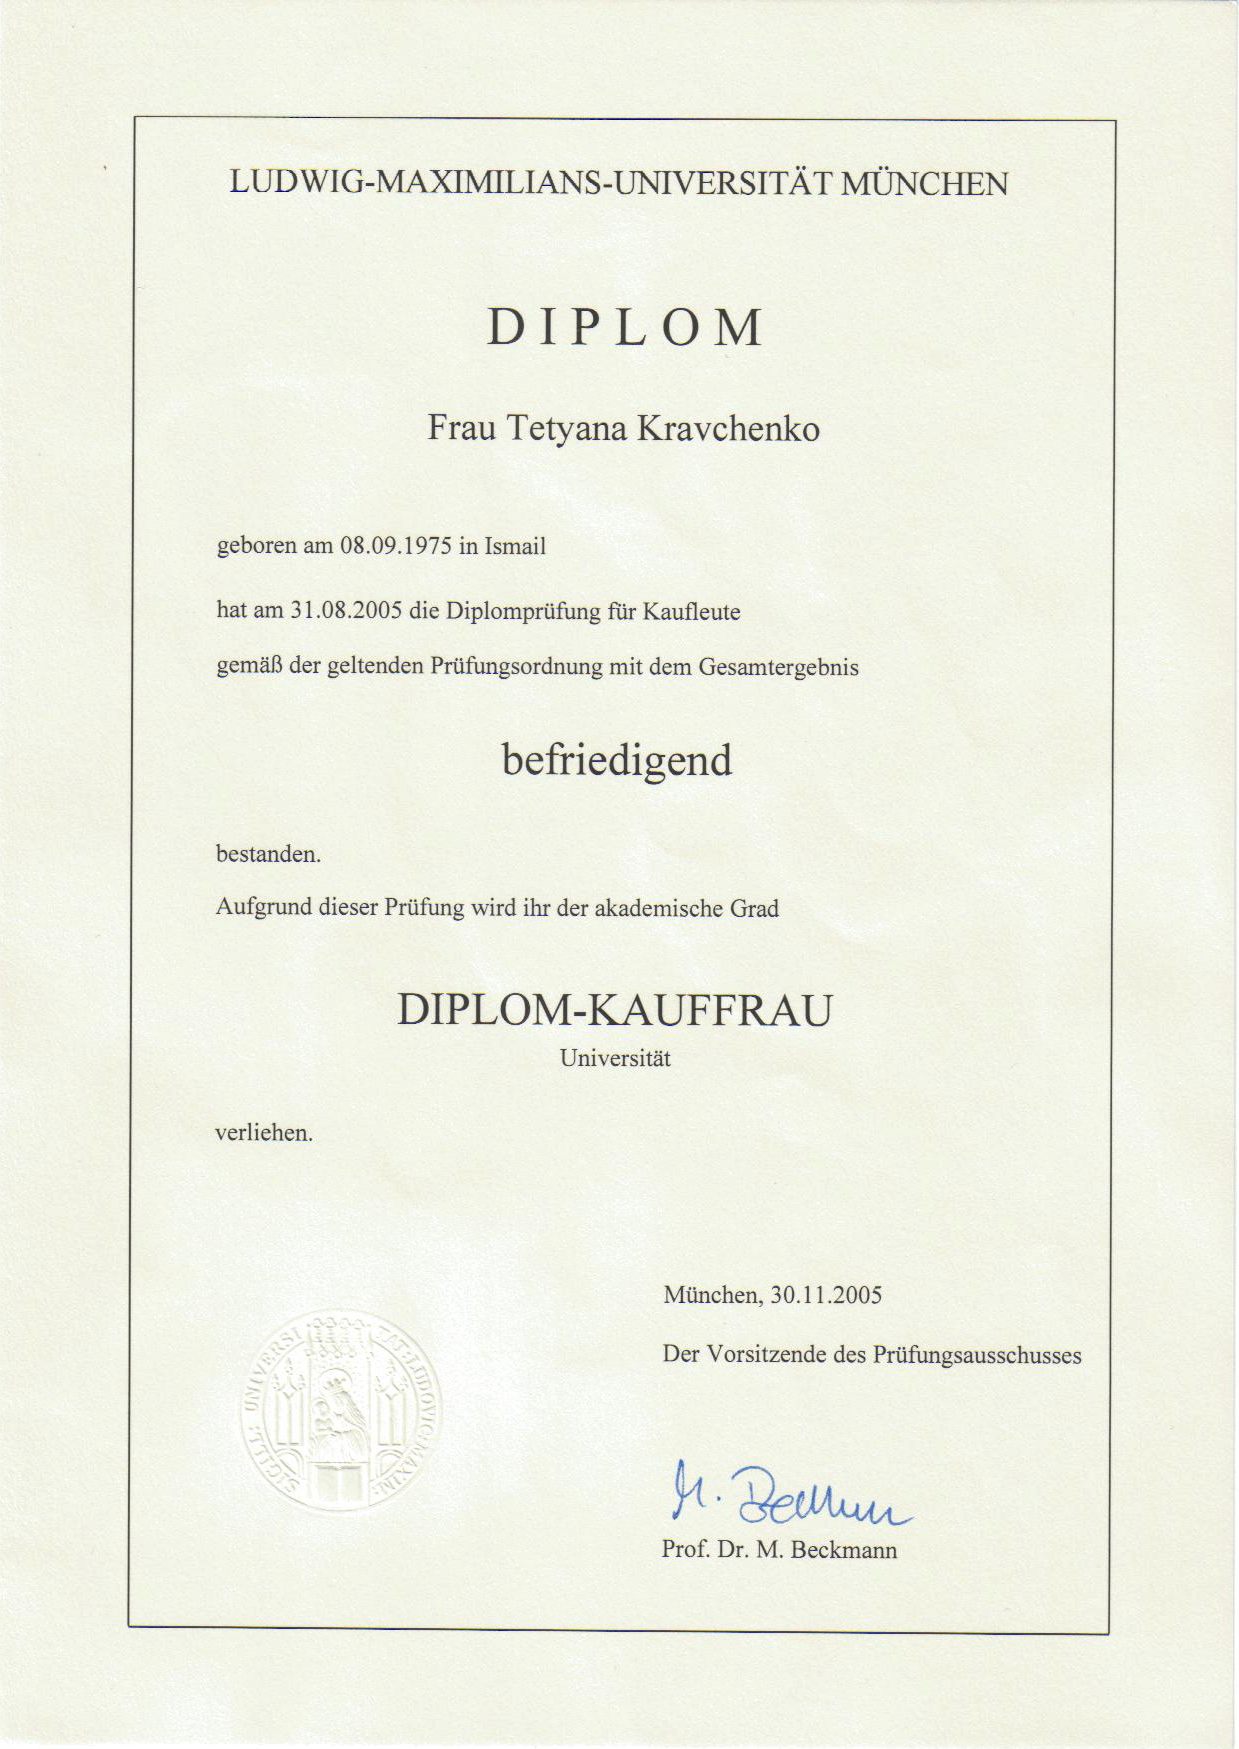 LUDWIG-MAXIMILIANS-UNIVERSITÄT MÜNCHEN
DIPLOM
Frau Tetyana Kravchenko
geboren am 08.09.1975 in Ismail
hat am 31.08.2005 die Diplomprüfung für Kaufleute
gemäß der geltenden Prüfungsordnung mit dem Gesamtergebnis
befriedigend
bestanden.
Aufgrund dieser Prüfung wird ihr der akademische Grad
DIPLOM-KAUFFRAU
Universität
verliehen.
München, 30.11.2005
Der Vorsitzende des Prüfungsausschusses
M. Beckmann
Prof. Dr. M. Beckmann